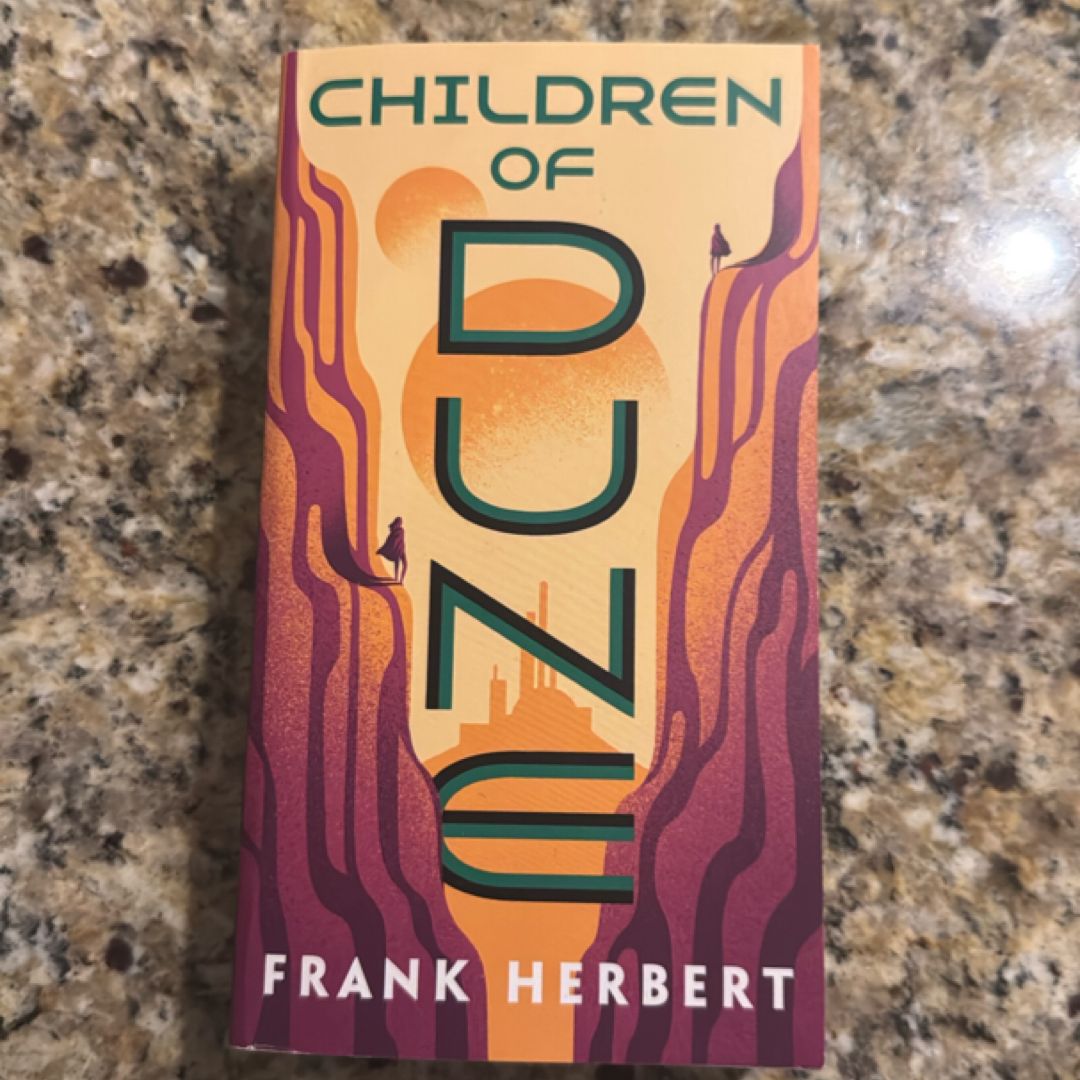 CHILDREN
OF
DUNE
FRANK HERBERT